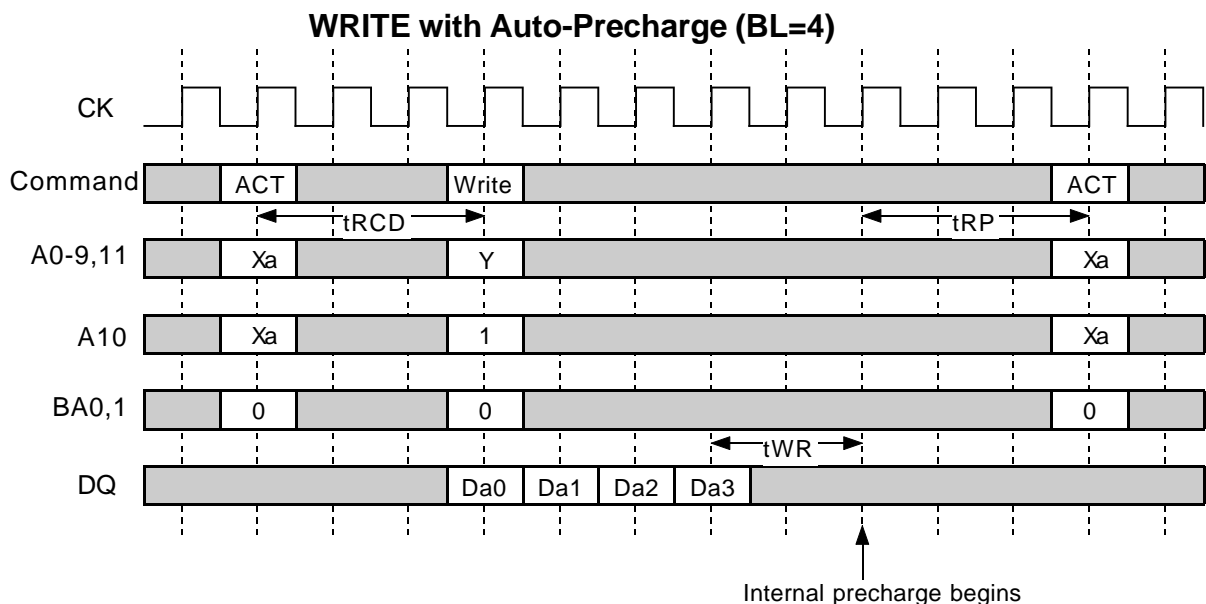 WRITE with Auto-Precharge (BL=4)
CK
Command ACT Write ACT
tRCD tRP
A0-9,11 Xa Y Xa
A10 Xa 1 Xa
BA0,1 0 0 0
tWR
DQ Da0 Da1 Da2 Da3
Internal precharge begins